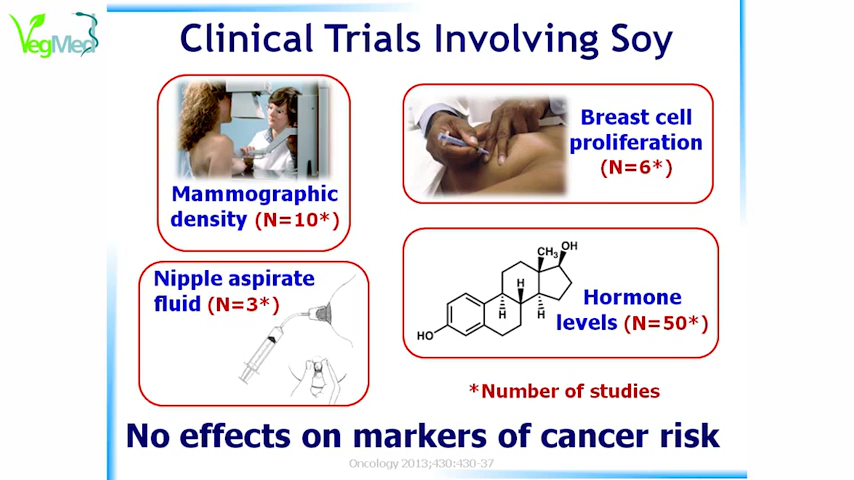 VegMed
Clinical Trials Involving Soy
Mammographic
density (N=10*)
Breast cell
proliferation
(N=6*)
Nipple aspirate
fluid (N=3*)
CH3
OH
H
H
H
HO
Hormone
levels (N=50*)
*Number of studies
No effects on markers of cancer risk
Oncology 2013;430:430-37